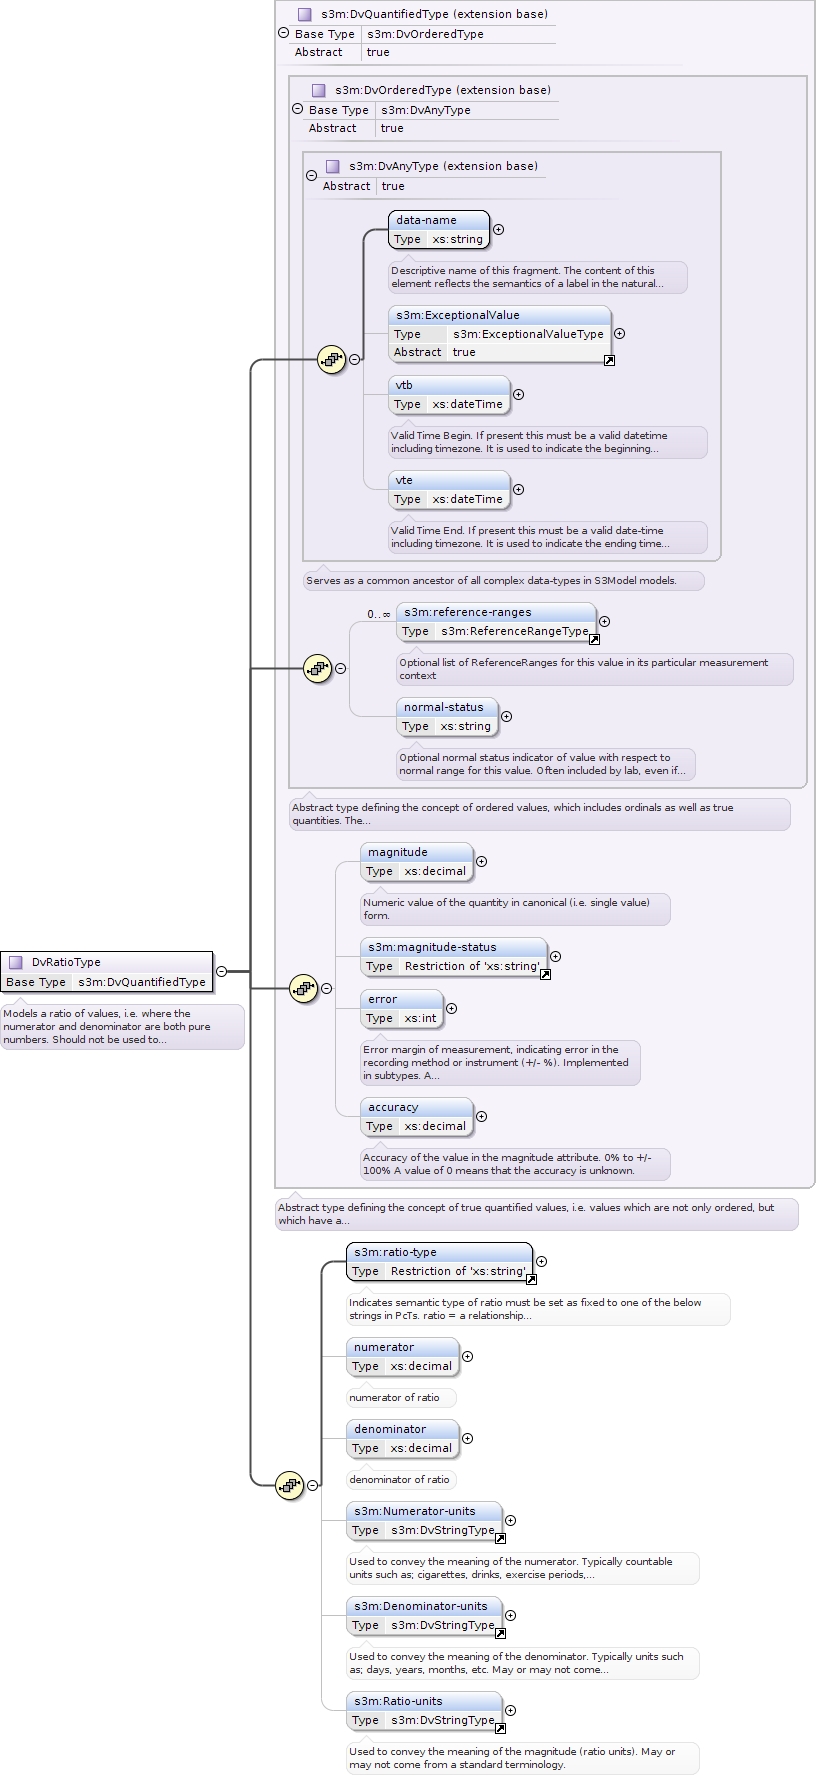 s3m:DvQuantifiedType (extension base)
Base Type s3m:DvOrderedType
Abstract true
s3m:DvOrderedType (extension base)
Base Type s3m:DvAnyType
Abstract true
s3m:DvAnyType (extension base)
Abstract true
data-name
Type xs:string
Descriptive name of this fragment. The content of this
element reflects the semantics of a label in the natural...
s3m:ExceptionalValue
Type s3m:ExceptionalValueType
Abstract true
vtb
Type xs:dateTime
Valid Time Begin. If present this must be a valid datetime
including timezone. It is used to indicate the beginning...
vte
Type xs:dateTime
Valid Time End. If present this must be a valid date-time
including timezone. It is used to indicate the ending time...
Serves as a common ancestor of all complex data-types in S3Model models.
0..∞
s3m:reference-ranges
Type s3m:ReferenceRangeType
Optional list of ReferenceRanges for this value in its particular measurement
context
normal-status
Type xs:string
Optional normal status indicator of value with respect to
normal range for this value. Often included by lab, even if...
Abstract type defining the concept of ordered values, which includes ordinals as well as true
quantities. The...
magnitude
Type xs:decimal
Numeric value of the quantity in canonical (i.e. single value)
form.
s3m:magnitude-status
Type Restriction of 'xs:string'
error
Type xs:int
Error margin of measurement, indicating error in the
recording method or instrument (+/- %). Implemented
in subtypes. A...
accuracy
Type xs:decimal
Accuracy of the value in the magnitude attribute. 0% to +/-
100% A value of 0 means that the accuracy is unknown.
Abstract type defining the concept of true quantified values, i.e. values which are not only ordered, but
which have a...
DvRatioType
Base Type s3m:DvQuantifiedType
Models a ratio of values, i.e. where the
numerator and denominator are both pure
numbers. Should not be used to...
s3m:ratio-type
Type Restriction of 'xs:string'
Indicates semantic type of ratio must be set as fixed to one of the below
strings in PcTs. ratio = a relationship...
numerator
Type xs:decimal
numerator of ratio
denominator
Type xs:decimal
denominator of ratio
s3m:Numerator-units
Type s3m:DvStringType
Used to convey the meaning of the numerator. Typically countable
units such as; cigarettes, drinks, exercise periods,...
s3m:Denominator-units
Type s3m:DvStringType
Used to convey the meaning of the denominator. Typically units such
as; days, years, months, etc. May or may not come...
s3m:Ratio-units
Type s3m:DvStringType
Used to convey the meaning of the magnitude (ratio units). May or
may not come from a standard terminology.